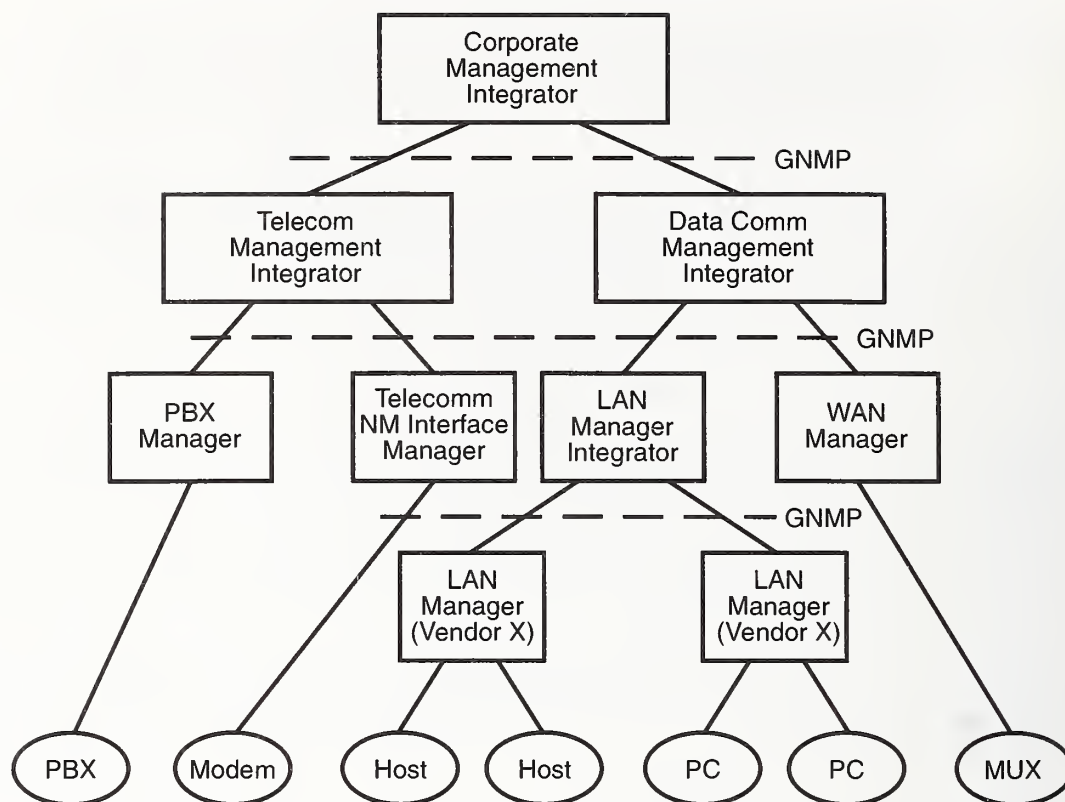 Corporate
Management
Integrator
GNMP
Telecom
Management
Integrator
Data Comm
Management
Integrator
GNMP
PBX
Manager
Telecomm
NM Interface
Manager
LAN
Manager
Integrator
WAN
Manager
GNMP
LAN
Manager
(Vendor X)
LAN
Manager
(Vendor X)
PBX
Modem
Host
Host
PC
PC
MUX